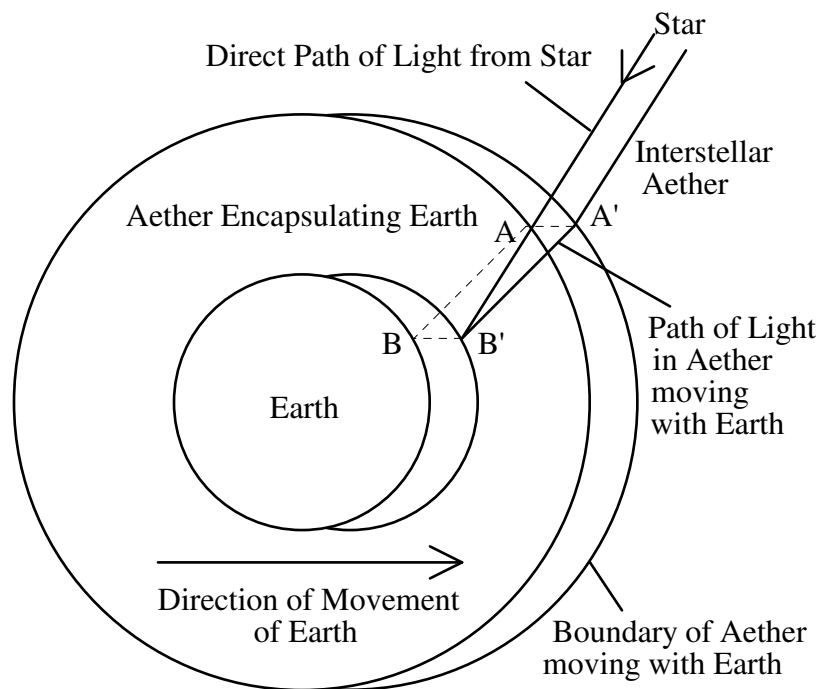 Star
Direct Path of Light from Star
Interstellar
Aether
Aether Encapsulating Earth
A
A'
B
B'
Path of Light
in Aether
moving
with Earth
Earth
Direction of Movement
of Earth
Boundary of Aether
moving with Earth